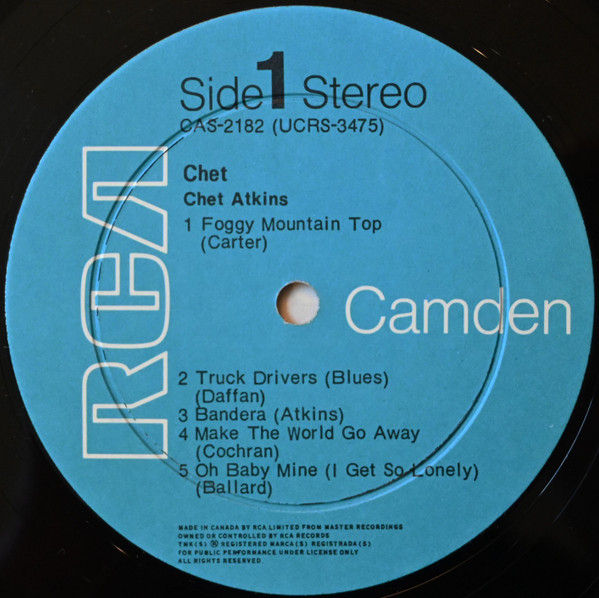 Side 1 Stereo
CAS-2182 (UCRS-3475)
RCA
Chet
Chet Atkins
1 Foggy Mountain Top
(Carter)
Camden
2 Truck Drivers (Blues)
(Daffan)
3 Bandera (Atkins)
4 Make The World Go Away
(Cochran)
5 Oh Baby Mine (I Get So Lonely)
(Ballard)
MADE IN CANADA BY RCA LIMITED FROM MASTER RECORDINGS
OWNED OR CONTROLLED BY RCA RECORDS
TMK(S) ® REGISTERED MARCA(S) REGISTRADA(S)
FOR PUBLIC PERFORMANCE UNDER LICENSE ONLY
ALL RIGHTS RESERVED.